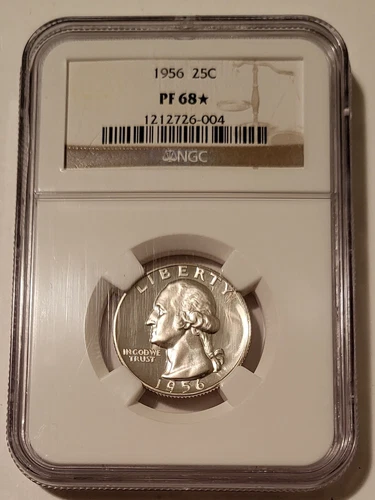 1956 25C
PF 68★
1212726-004
NGC
LIBERTY
IN GOD WE
TRUST
1956